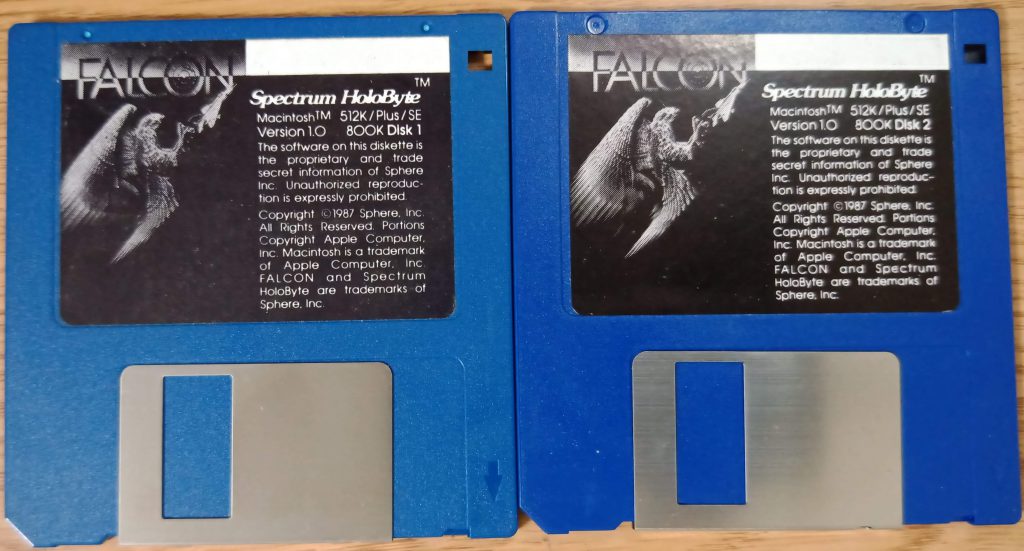 FALCON
TM
Spectrum HoloByte
Macintosh™ 512K/Plus/SE
Version 1.0 800K Disk 1
The software on this diskette is
the proprietary and trade
secret information of Sphere
Inc. Unauthorized reproduc-
tion is expressly prohibited.
Copyright ©1987 Sphere, Inc.
All Rights Reserved. Portions
Copyright Apple Computer,
Inc. Macintosh is a trademark
of Apple Computer, Inc.
FALCON and Spectrum
HoloByte are trademarks of
Sphere, Inc.
FALCON
TM
Spectrum HoloByte
Macintosh™ 512K/Plus/SE
Version 1.0 800K Disk 2
The software on this diskette is
the proprietary and trade
secret information of Sphere
Inc. Unauthorized reproduc-
tion is expressly prohibited.
Copyright ©1987 Sphere, Inc.
All Rights Reserved. Portions
Copyright Apple Computer,
Inc. Macintosh is a trademark
of Apple Computer, Inc.
FALCON and Spectrum
HoloByte are trademarks of
Sphere, Inc.